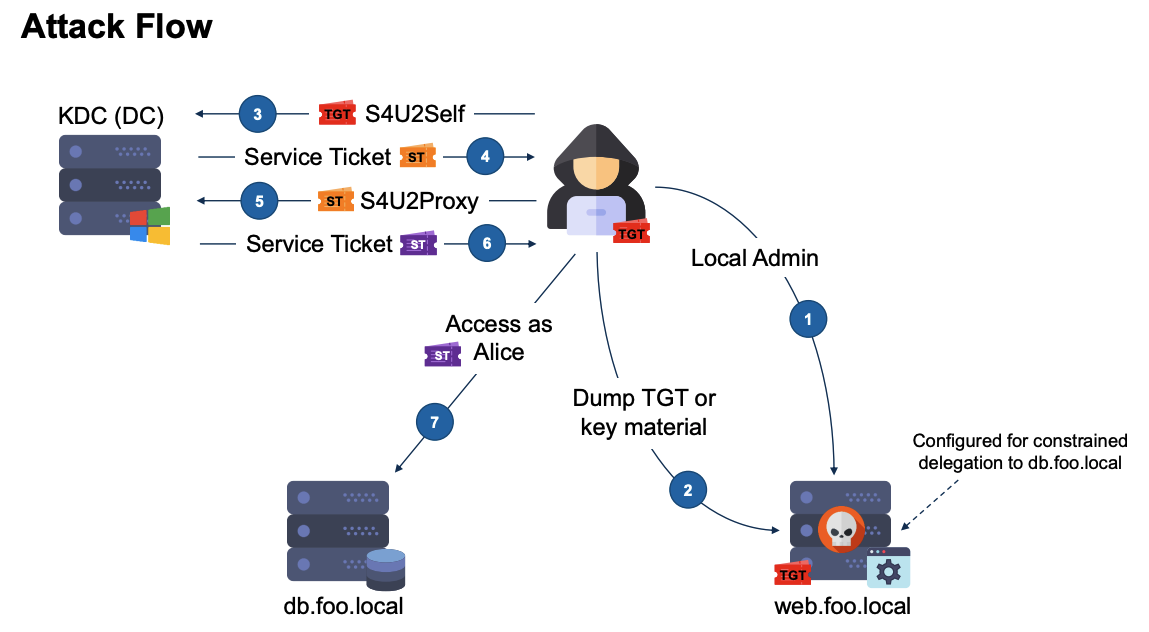 Attack Flow
KDC (DC)
3
TGT
S4U2Self
Service Ticket
ST
4
5
ST
S4U2Proxy
Service Ticket
ST
6
TGT
Local Admin
1
Access as
ST
Alice
7
Dump TGT or
key material
2
Configured for constrained
delegation to db.foo.local
TGT
db.foo.local
web.foo.local